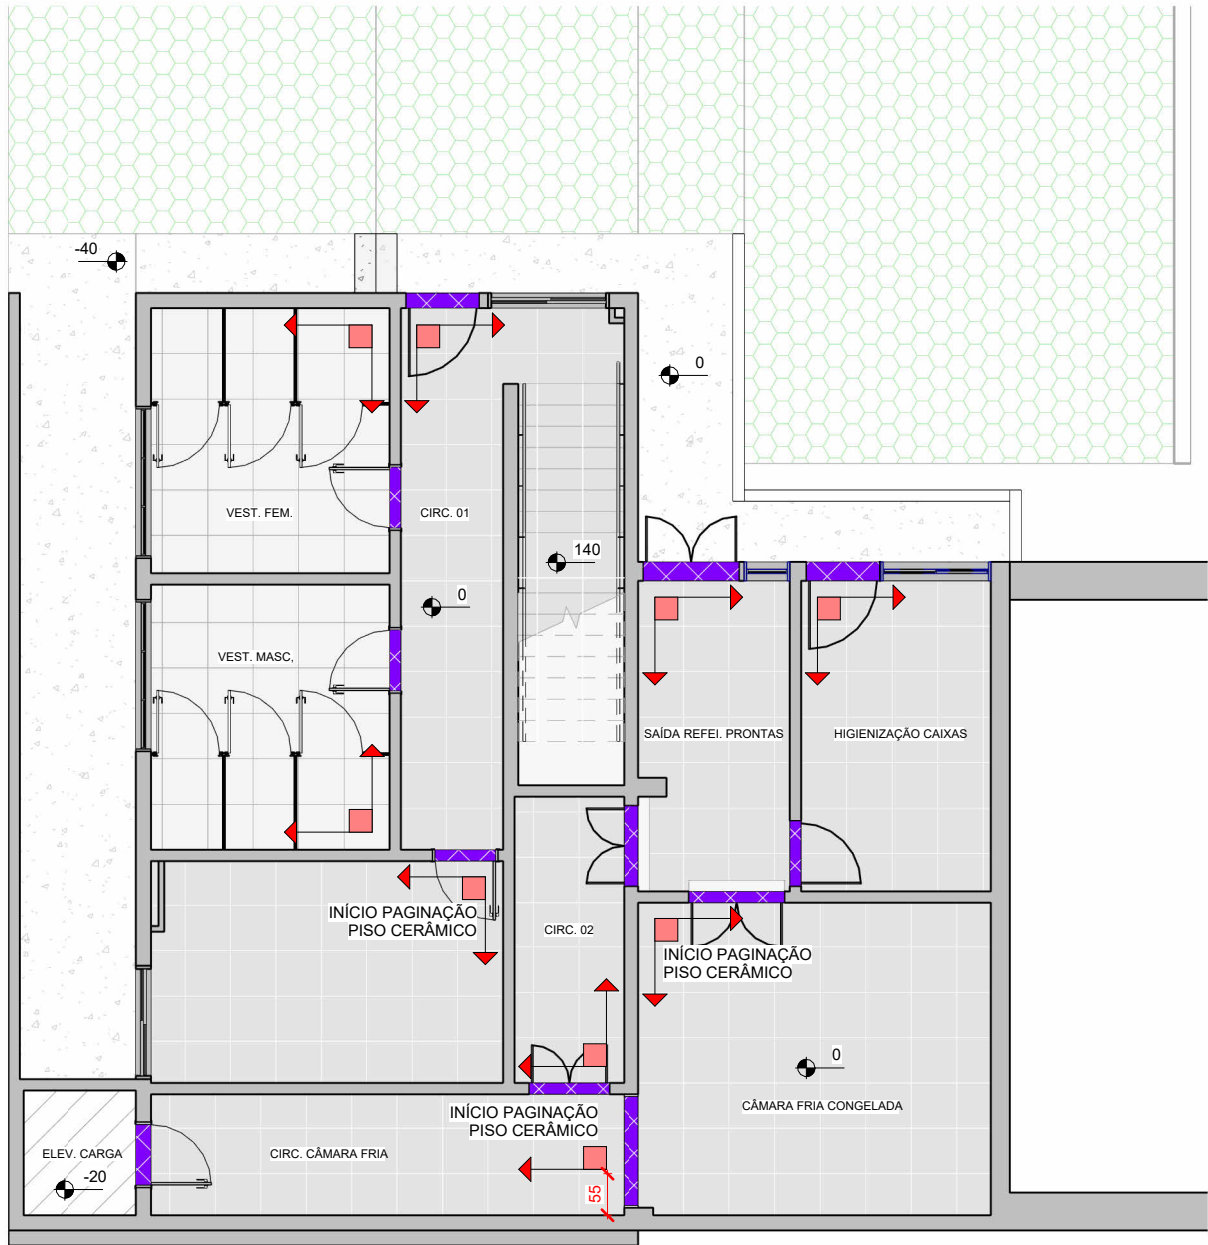 -40
0
VEST. FEM.
CIRC. 01
140
0
VEST. MASC,
SAÍDA REFEI. PRONTAS
HIGIENIZAÇÃO CAIXAS
INÍCIO PAGINAÇÃO
PISO CERÂMICO
CIRC. 02
INÍCIO PAGINAÇÃO
PISO CERÂMICO
0
CÂMARA FRIA CONGELADA
INÍCIO PAGINAÇÃO
PISO CERÂMICO
ELEV. CARGA
CIRC. CÂMARA FRIA
-20
55